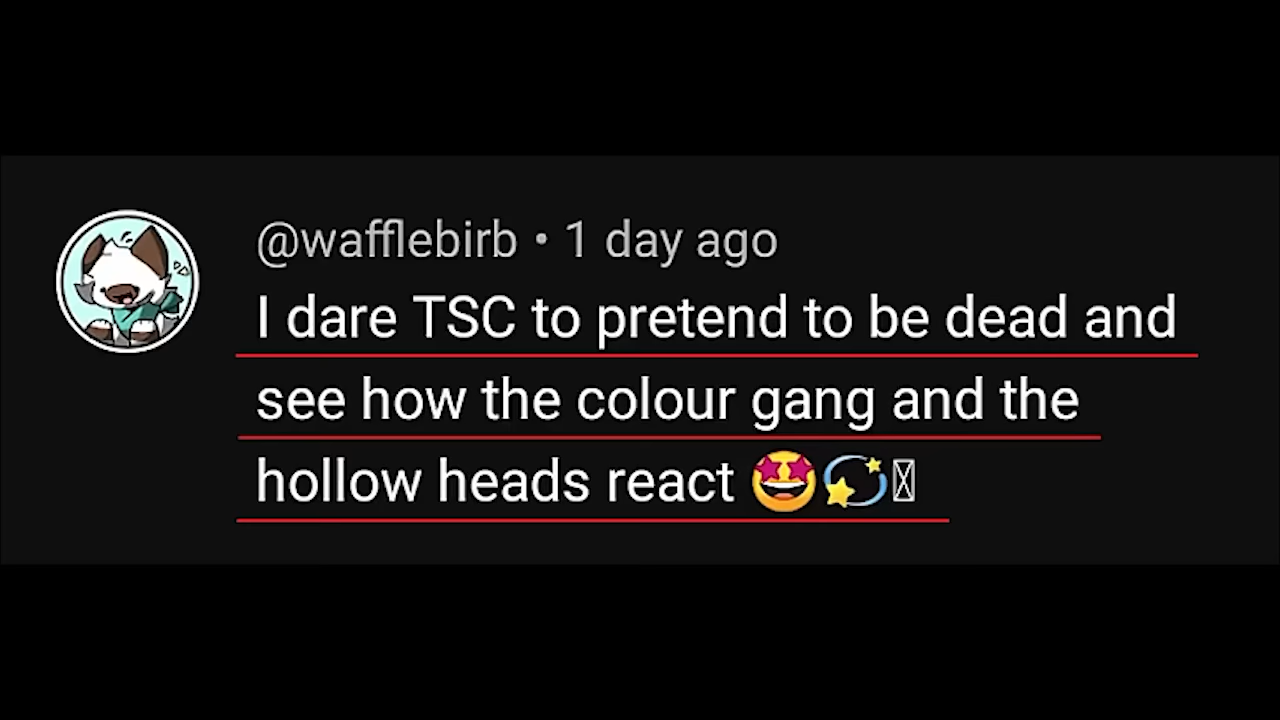 @wafflebirb • 1 day ago
I dare TSC to pretend to be dead and
see how the colour gang and the
hollow heads react 🤩💫